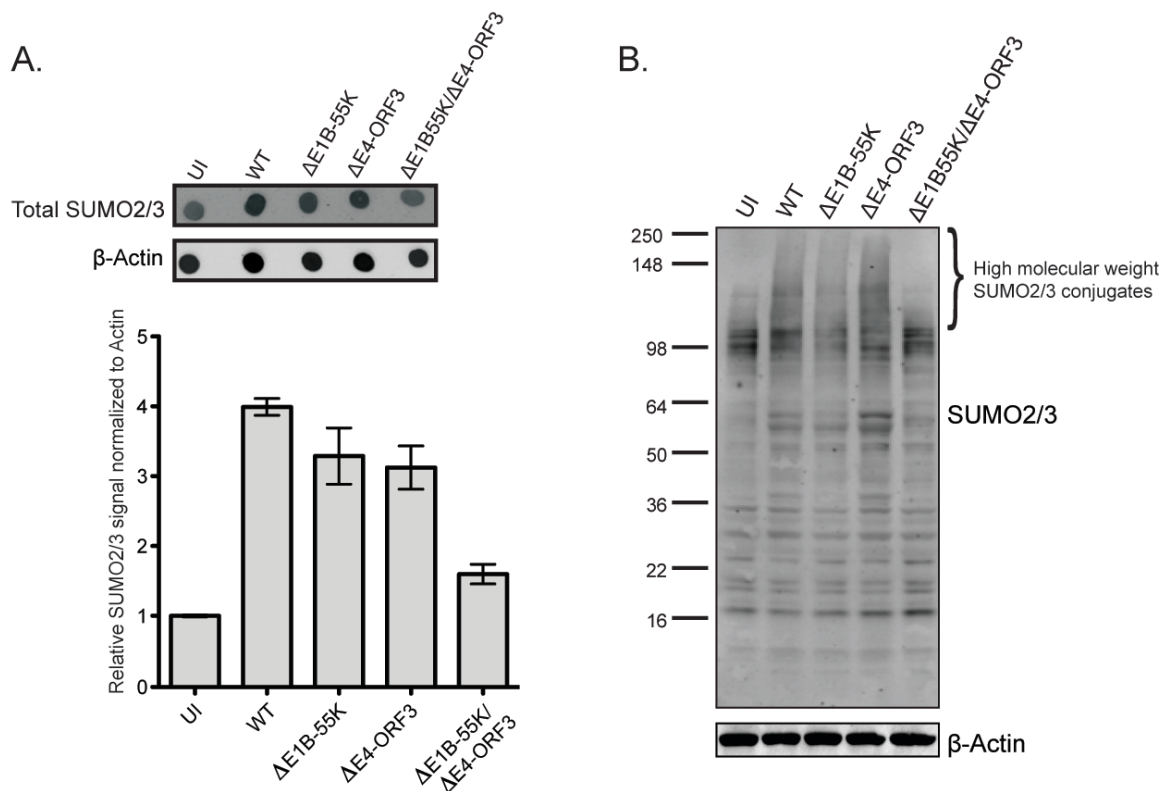 A.
UI
WT
ΔE1B-55K
ΔE4-ORF3
ΔE1B55K/ΔE4-ORF3
Total SUMO2/3
β-Actin
Relative SUMO2/3 signal normalized to Actin
5
4
3
2
1
0
UI
WT
ΔE1B-55K
ΔE4-ORF3
ΔE1B-55K/
ΔE4-ORF3
B.
UI
WT
ΔE1B-55K
ΔE4-ORF3
ΔE1B55K/ΔE4-ORF3
250
148
98
64
50
36
22
16
High molecular weight
SUMO2/3 conjugates
SUMO2/3
β-Actin